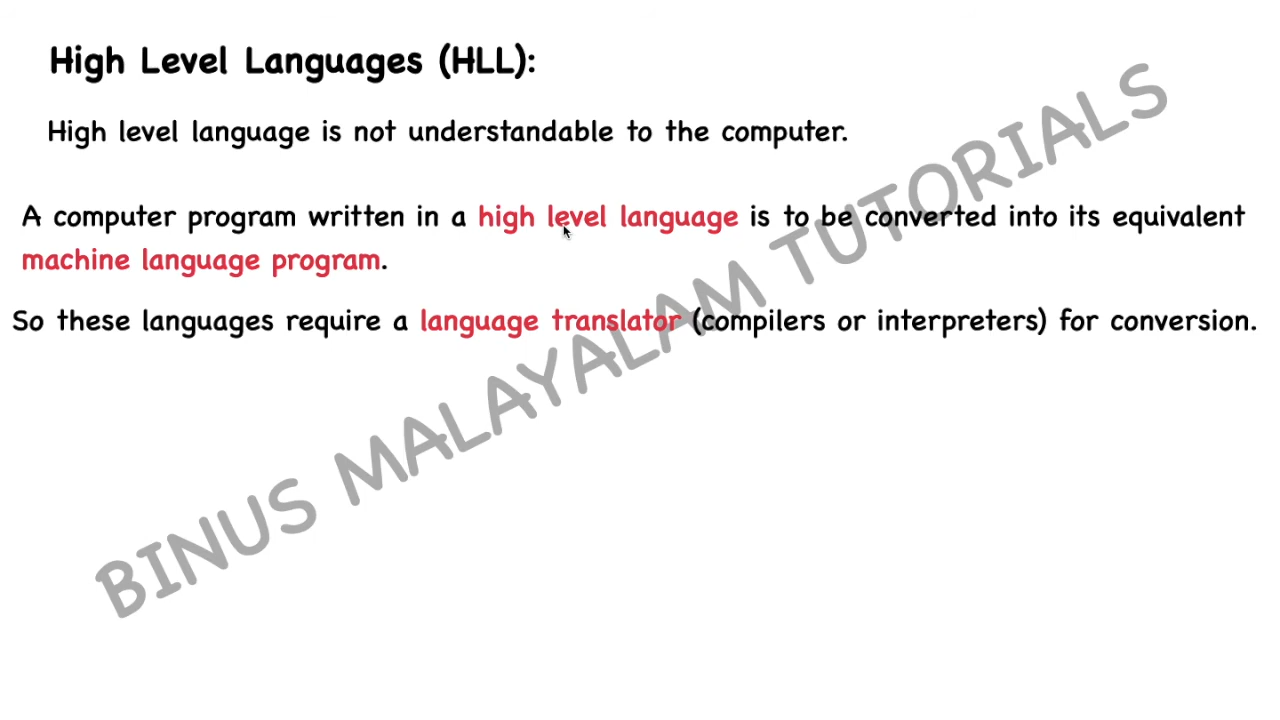 High Level Languages (HLL):
High level language is not understandable to the computer.
A computer program written in a high level language is to be converted into its equivalent
machine language program.
So these languages require a language translator (compilers or interpreters) for conversion.
BINUS MALAYALAM TUTORIALS